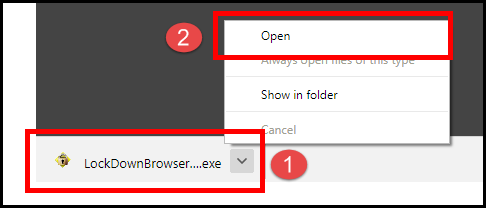 2
Open
Always open files of this type
Show in folder
Cancel
LockDownBrowser....exe
1